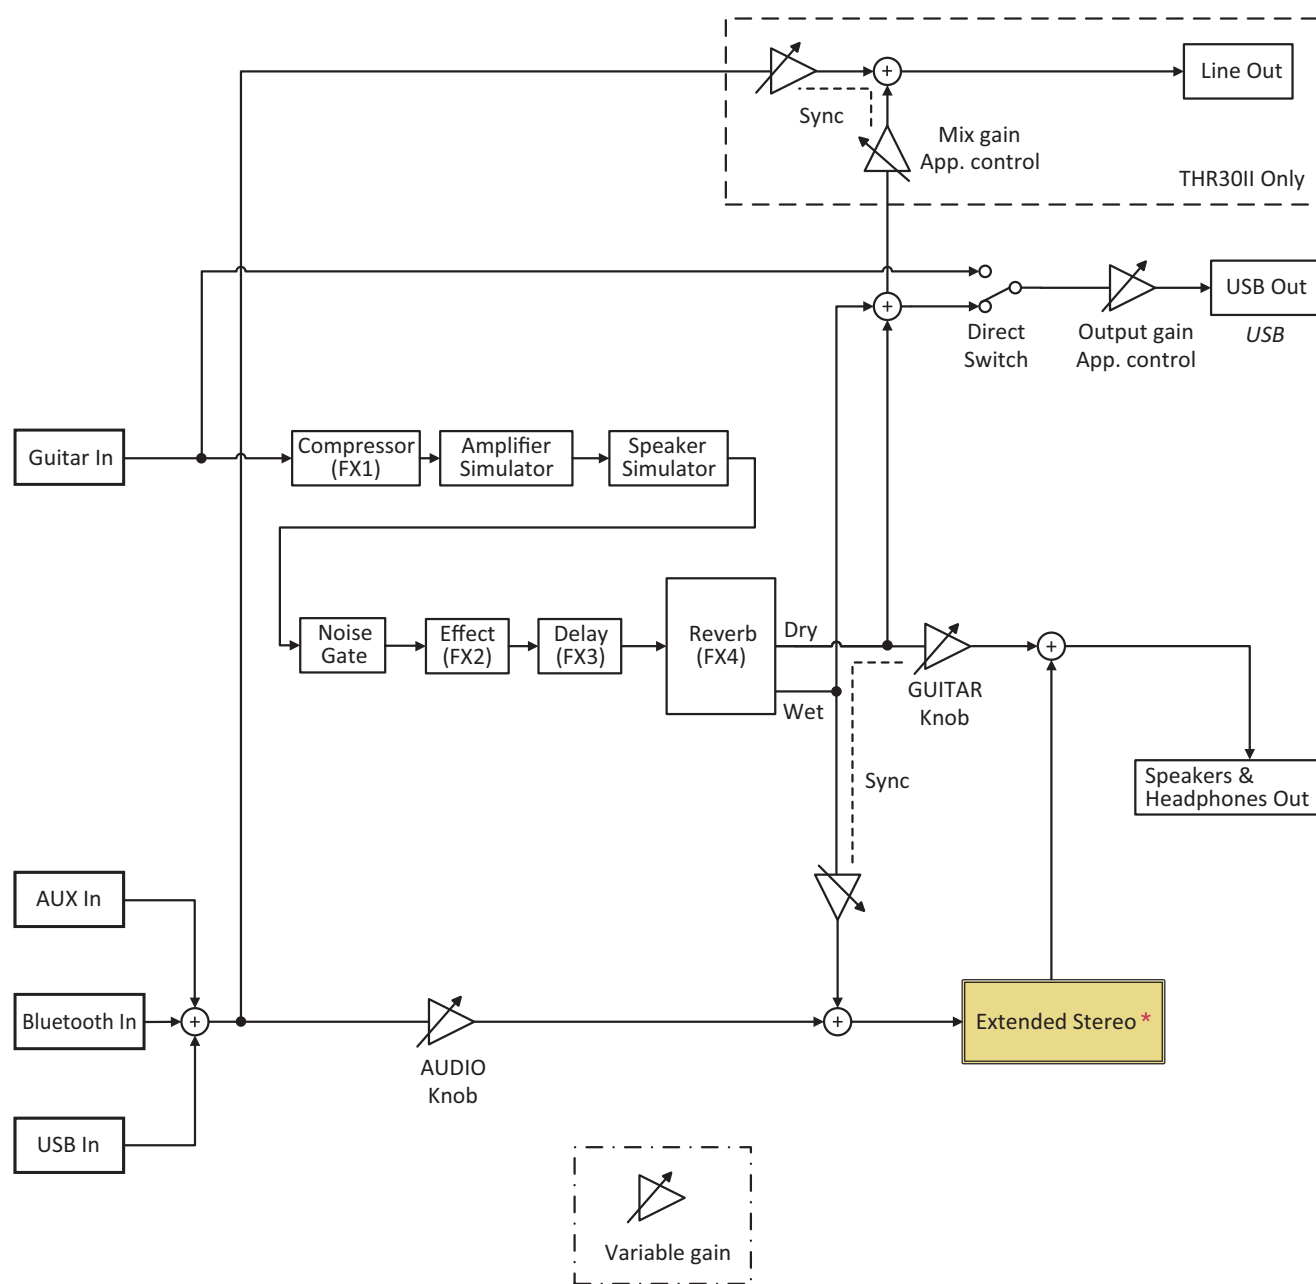 Line Out
Sync
Mix gain
App. control
THR30II Only
USB Out
USB
Direct
Switch
Output gain
App. control
Guitar In
Compressor
(FX1)
Amplifier
Simulator
Speaker
Simulator
Noise
Gate
Effect
(FX2)
Delay
(FX3)
Reverb
(FX4)
Dry
Wet
GUITAR
Knob
Sync
Speakers &
Headphones Out
AUX In
Bluetooth In
USB In
AUDIO
Knob
Extended Stereo*
Variable gain